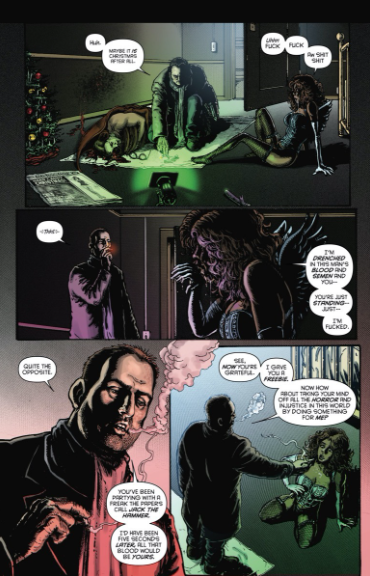 HUH.
MAYBE IT IS
CHRISTMAS
AFTER ALL.
UHHH
FUCK
FUCK
AW SHIT
SHIT
I'M
DRENCHED
IN THIS MAN'S
BLOOD AND
SEMEN AND
YOU—
YOU'RE JUST
STANDING—
JUST—
I'M
FUCKED.
QUITE THE
OPPOSITE.
YOU'VE BEEN
PARTYING WITH A
FREAK THE PAPERS
CALL JACK THE
HAMMER.
I'D HAVE BEEN
FIVE SECONDS
LATER, ALL THAT
BLOOD WOULD
BE YOURS.
SEE,
NOW YOU'RE
GRATEFUL.
I GAVE
YOU A
FREEBIE.
NOW HOW
ABOUT TAKING YOUR MIND
OFF ALL THE HORROR AND
INJUSTICE IN THIS WORLD
BY DOING SOMETHING
FOR ME?